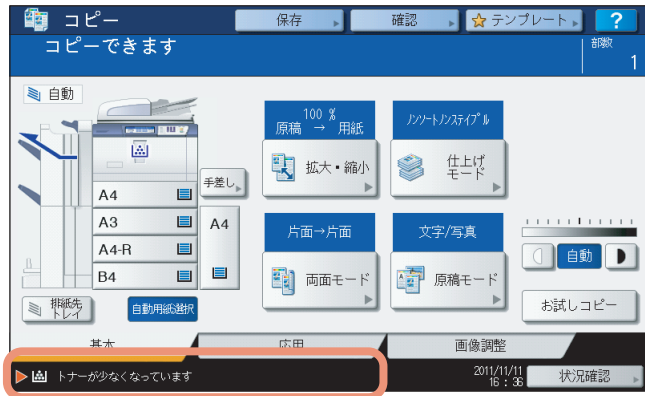 コピー
保存
確認
テンプレート
?
コピーできます
部数
1
自動
100 %
原稿 → 用紙
拡大・縮小
ノンソートノンステイプル
仕上げ
モード
手差し
A4
A3
A4-R
B4
A4
片面→片面
両面モード
文字/写真
原稿モード
自動
排紙先
トレイ
自動用紙選択
お試しコピー
基本
応用
画像調整
トナーが少なくなっています
2011/11/11
16 : 36
状況確認